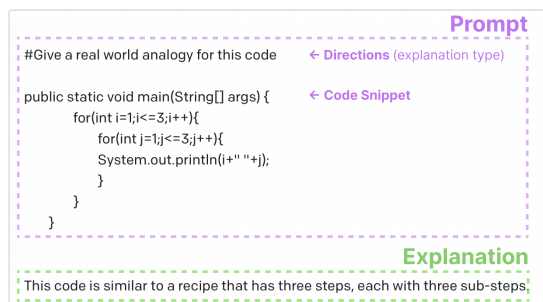 Prompt
#Give a real world analogy for this code ← Directions (explanation type)
public static void main(String[] args) { ← Code Snippet
for(int i=1;i<=3;i++){
for(int j=1;j<=3;j++){
System.out.println(i+" "+j);
}
}
}
Explanation
This code is similar to a recipe that has three steps, each with three sub-steps